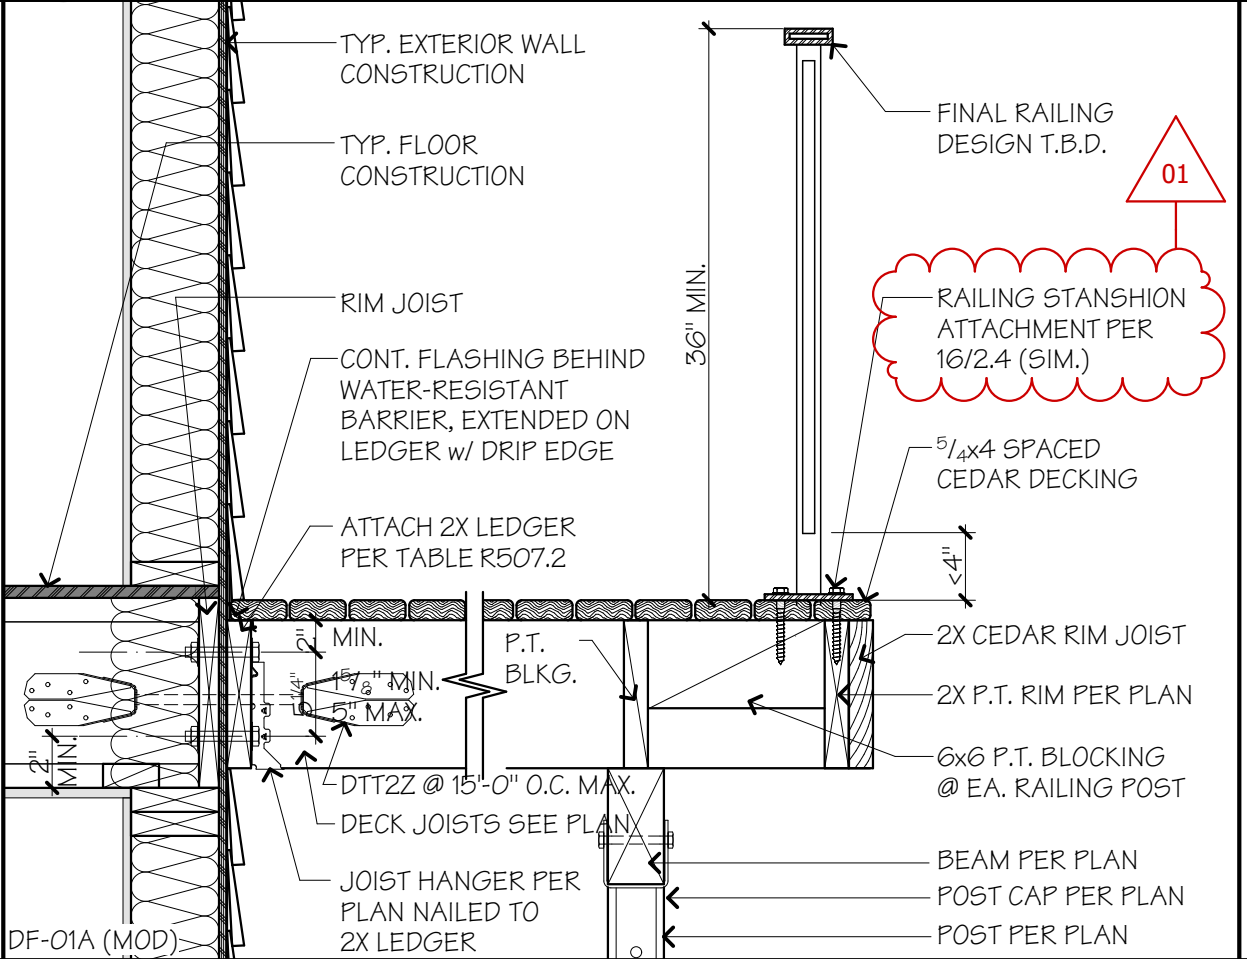 TYP. EXTERIOR WALL
CONSTRUCTION
TYP. FLOOR
CONSTRUCTION
RIM JOIST
CONT. FLASHING BEHIND
WATER-RESISTANT
BARRIER, EXTENDED ON
LEDGER w/ DRIP EDGE
ATTACH 2X LEDGER
PER TABLE R507.2
2"
MIN.
1 5/8" MIN.
5" MAX.
2"
MIN.
DTT2Z @ 15'-0" O.C. MAX.
DECK JOISTS SEE PLAN
JOIST HANGER PER
PLAN NAILED TO
2X LEDGER
DF-01A (MOD)
36" MIN.
P.T.
BLKG.
FINAL RAILING
DESIGN T.B.D.
01
RAILING STANSHION
ATTACHMENT PER
16/2.4 (SIM.)
5/4x4 SPACED
CEDAR DECKING
<4"
2X CEDAR RIM JOIST
2X P.T. RIM PER PLAN
6x6 P.T. BLOCKING
@ EA. RAILING POST
BEAM PER PLAN
POST CAP PER PLAN
POST PER PLAN